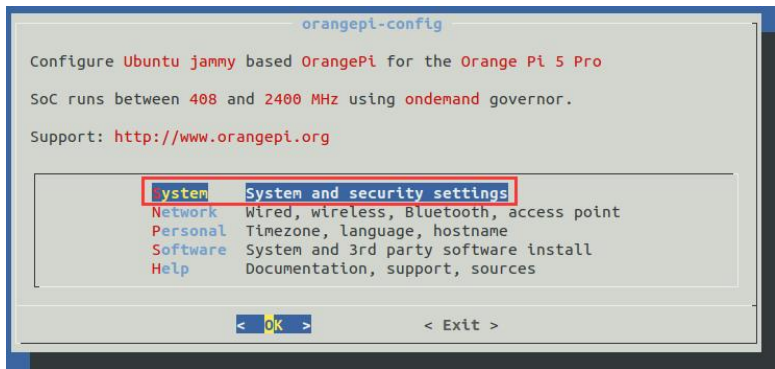 orangepi-config
Configure Ubuntu jammy based OrangePi for the Orange Pi 5 Pro
SoC runs between 408 and 2400 MHz using ondemand governor.
Support: http://www.orangepi.org
System System and security settings
Network Wired, wireless, Bluetooth, access point
Personal Timezone, language, hostname
Software System and 3rd party software install
Help Documentation, support, sources
< OK > < Exit >